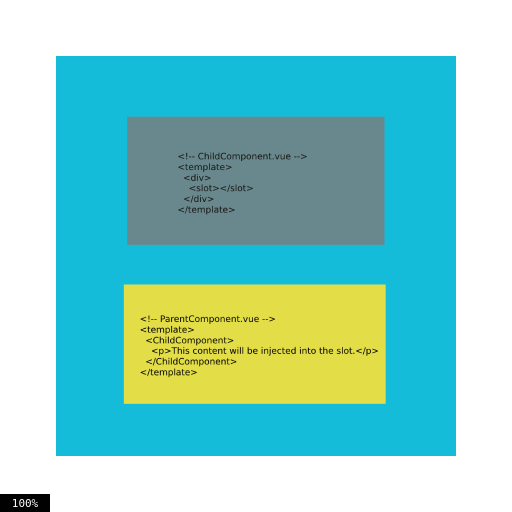 <!-- ChildComponent.vue -->
<template>
  <div>
    <slot></slot>
  </div>
</template>
<!-- ParentComponent.vue -->
<template>
  <ChildComponent>
    <p>This content will be injected into the slot.</p>
  </ChildComponent>
</template>
100%